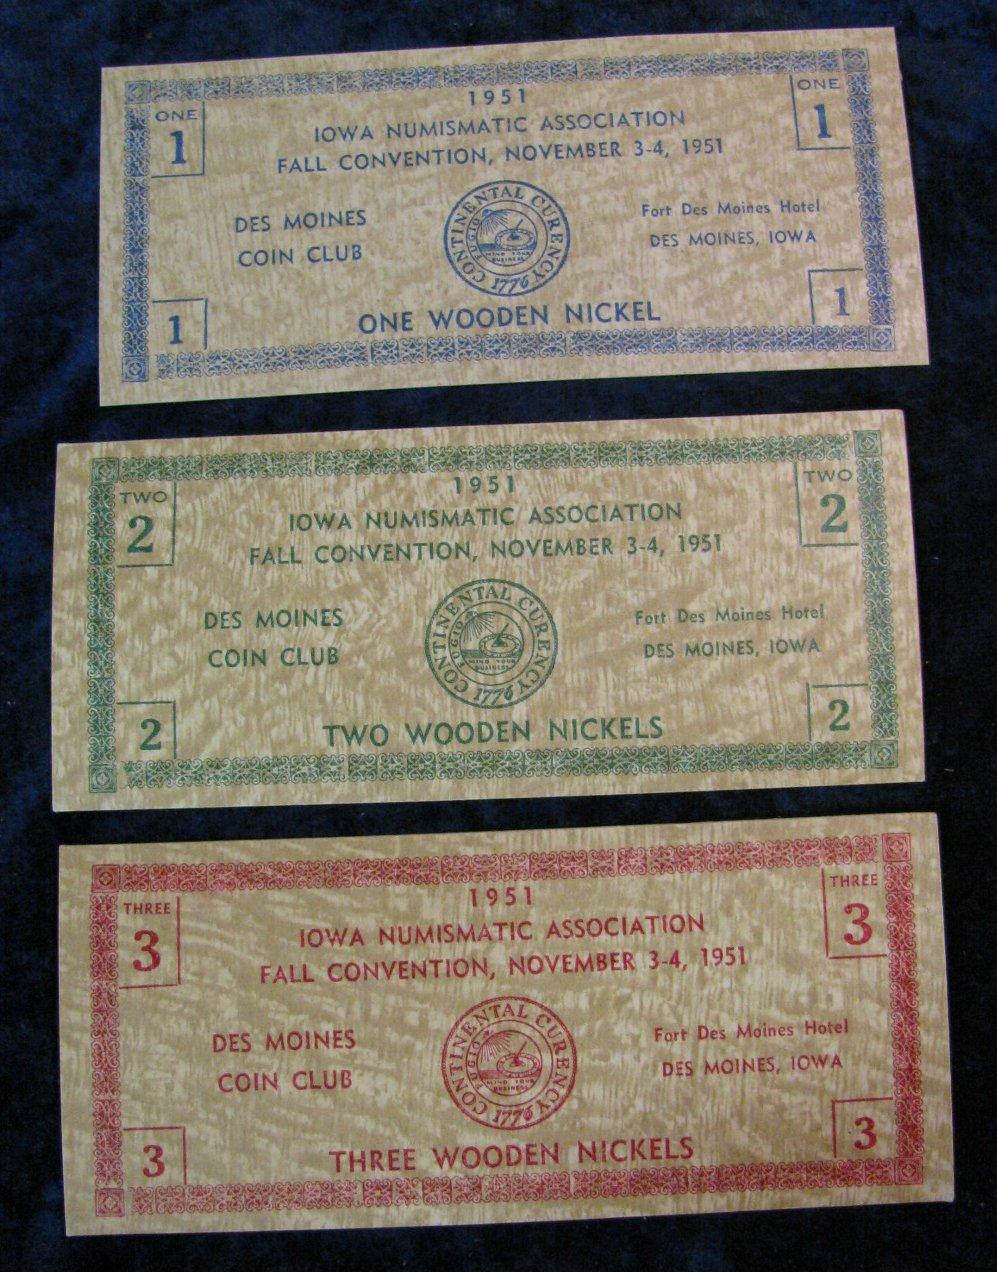 1951
ONE
1
ONE
1
IOWA NUMISMATIC ASSOCIATION
FALL CONVENTION, NOVEMBER 3-4, 1951
DES MOINES
COIN CLUB
CONTINENTAL CURENCY
FUGIO
MIND YOUR
BUSINESS
1776
Fort Des Moines Hotel
DES MOINES, IOWA
1
ONE WOODEN NICKEL
1
1951
TWO
2
TWO
2
IOWA NUMISMATIC ASSOCIATION
FALL CONVENTION, NOVEMBER 3-4, 1951
DES MOINES
COIN CLUB
CONTINENTAL CURENCY
FUGIO
MIND YOUR
BUSINESS
1776
Fort Des Moines Hotel
DES MOINES, IOWA
2
TWO WOODEN NICKELS
2
1951
THREE
3
THREE
3
IOWA NUMISMATIC ASSOCIATION
FALL CONVENTION, NOVEMBER 3-4, 1951
DES MOINES
COIN CLUB
CONTINENTAL CURENCY
FUGIO
MIND YOUR
BUSINESS
1776
Fort Des Moines Hotel
DES MOINES, IOWA
3
THREE WOODEN NICKELS
3